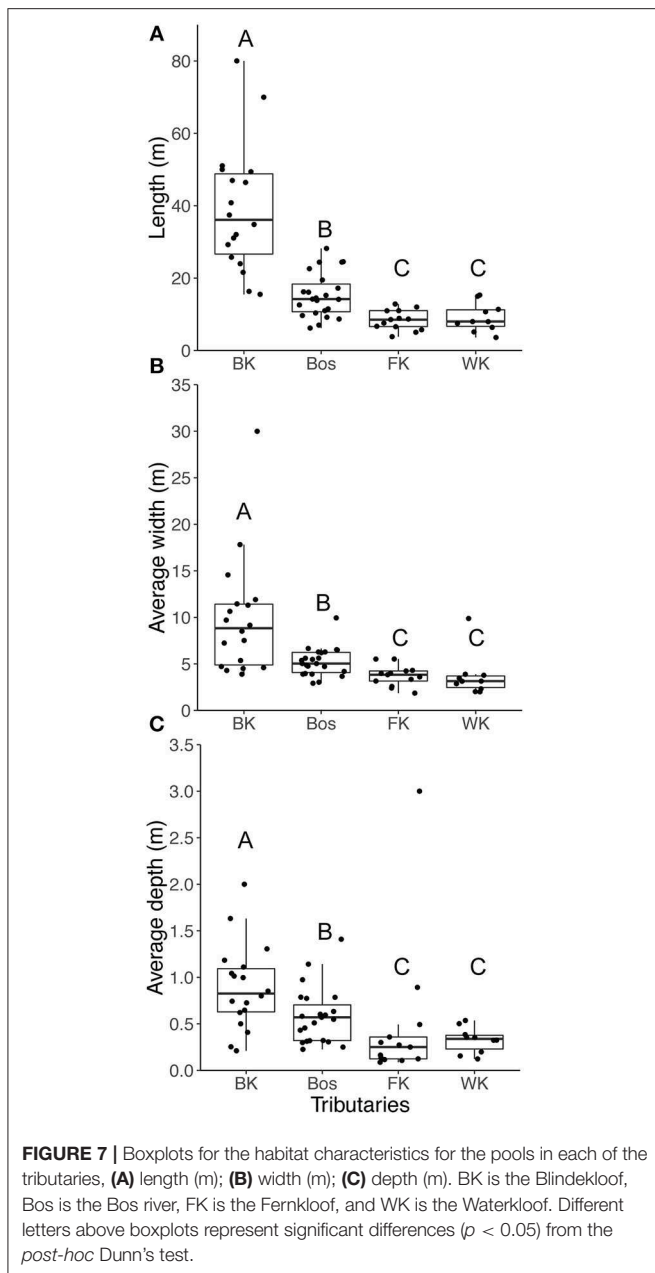 A
A
80
60
B
40
C
C
20
0
Length (m)
BK Bos FK WK
B
35
30
25
A
20
15
B
C
C
10
5
0
Average width (m)
BK Bos FK WK
C
3.5
3.0
A
2.5
2.0
B
1.5
C
C
1.0
0.5
0.0
Average depth (m)
BK Bos FK WK
Tributaries
FIGURE 7 | Boxplots for the habitat characteristics for the pools in each of the
tributaries, (A) length (m); (B) width (m); (C) depth (m). BK is the Blindekloof,
Bos is the Bos river, FK is the Fernkloof, and WK is the Waterkloof. Different
letters above boxplots represent significant differences (p < 0.05) from the
post-hoc Dunn's test.